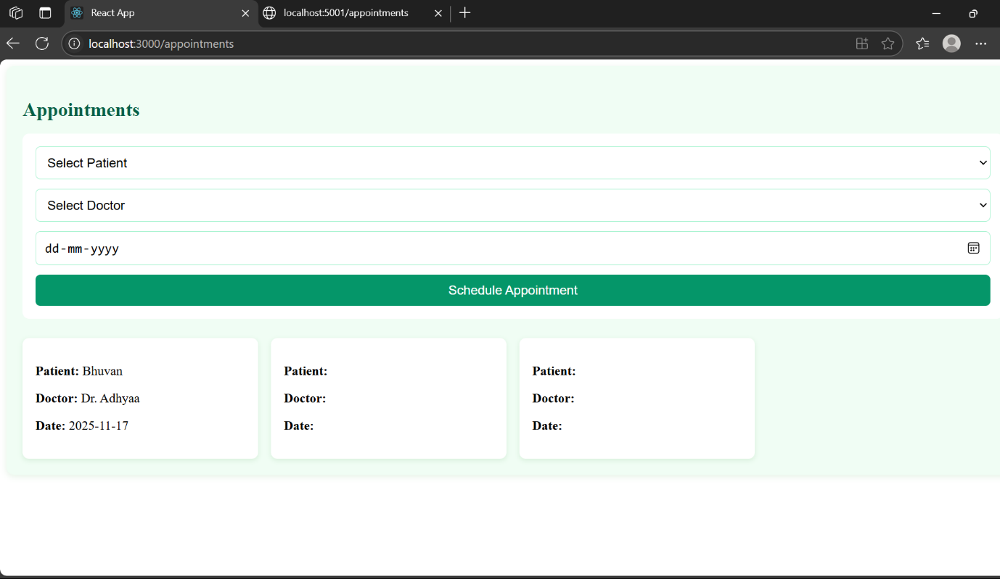 React App
localhost:5001/appointments
localhost:3000/appointments
Appointments
Select Patient
Select Doctor
dd-mm-yyyy
Schedule Appointment
Patient: Bhuvan
Doctor: Dr. Adhyaa
Date: 2025-11-17
Patient:
Doctor:
Date:
Patient:
Doctor:
Date: